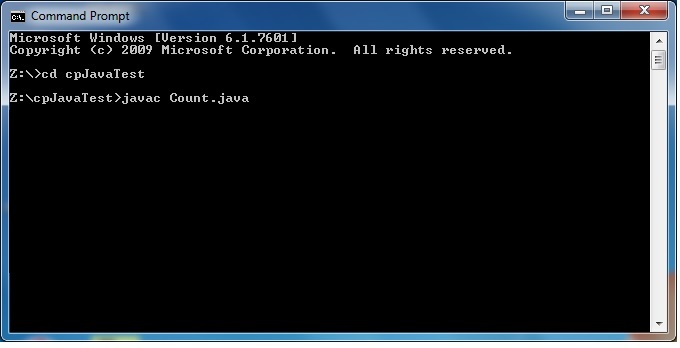 Command Prompt
Microsoft Windows [Version 6.1.7601]
Copyright (c) 2009 Microsoft Corporation.  All rights reserved.
Z:\>cd cpJavaTest
Z:\cpJavaTest>javac Count.java